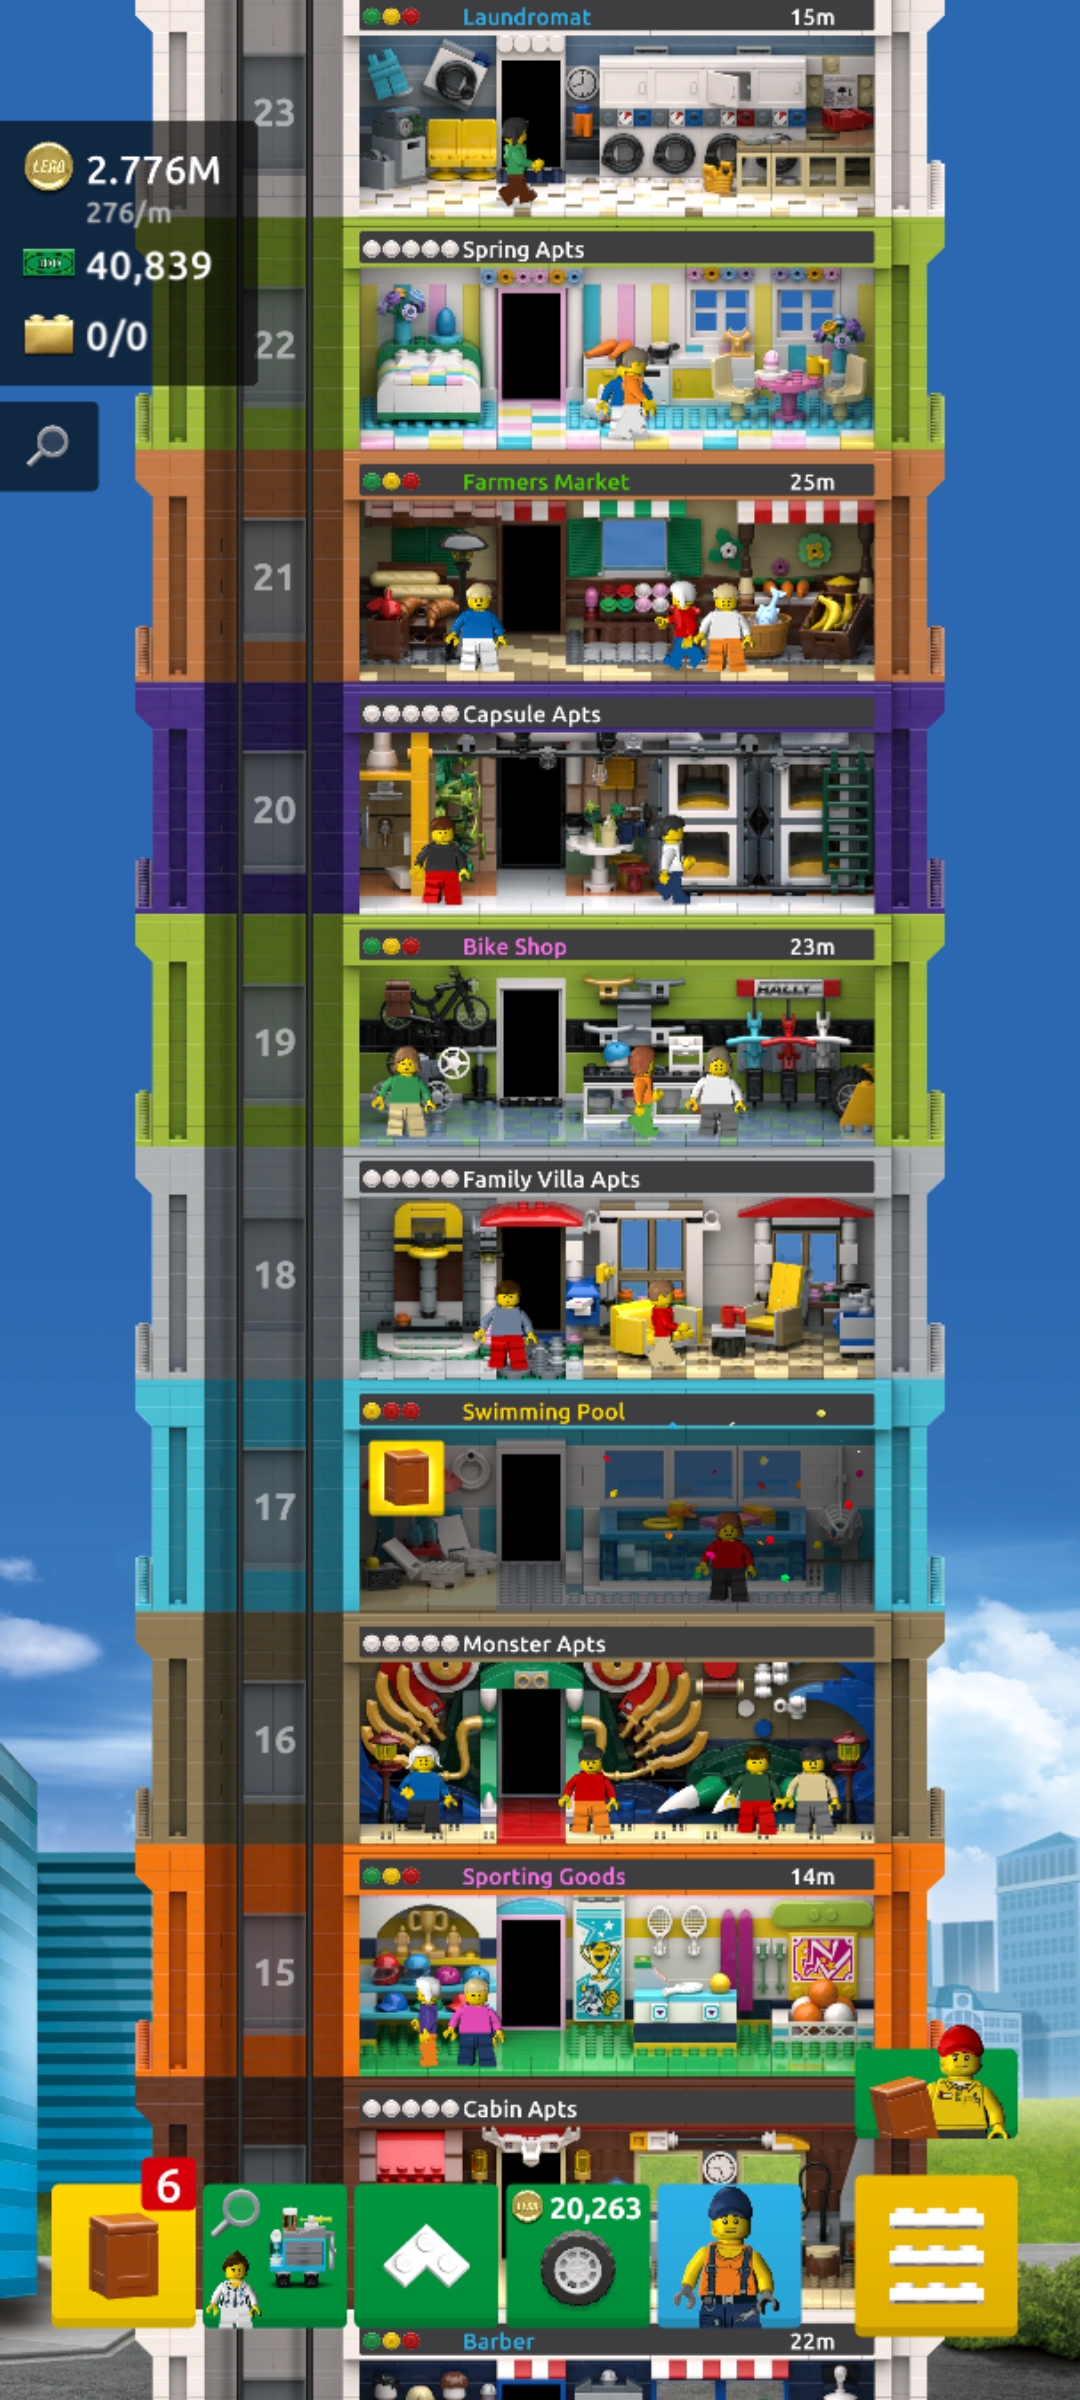 Laundromat 15m
23
LEGO 2.776M
276/m
40,839
0/0
Spring Apts
22
Farmers Market 25m
21
Capsule Apts
20
Bike Shop 23m
RALLY
19
Family Villa Apts
18
Swimming Pool
17
Monster Apts
16
Sporting Goods 14m
N
15
Cabin Apts
6
20,263
Barber 22m